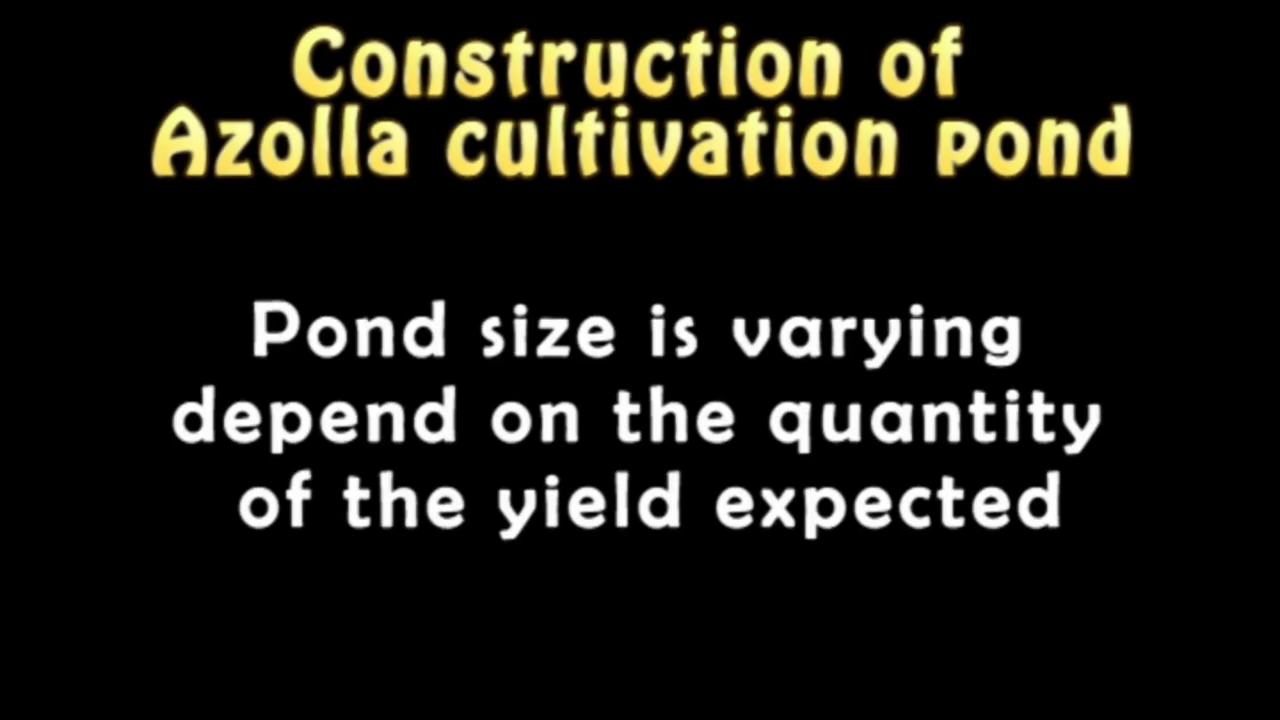 Construction of
Azolla cultivation pond
Pond size is varying
depend on the quantity
of the yield expected